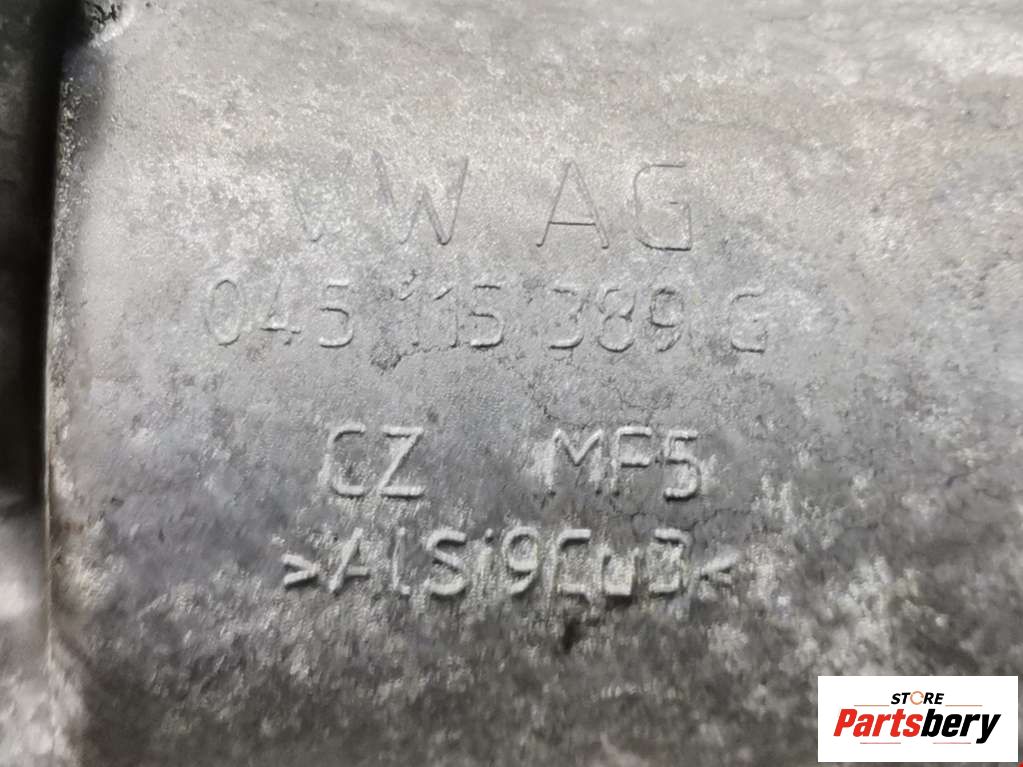 VW AG
045 115 389 G
CZ MF5
>AlSi9Cu3<
STORE
Partsbery